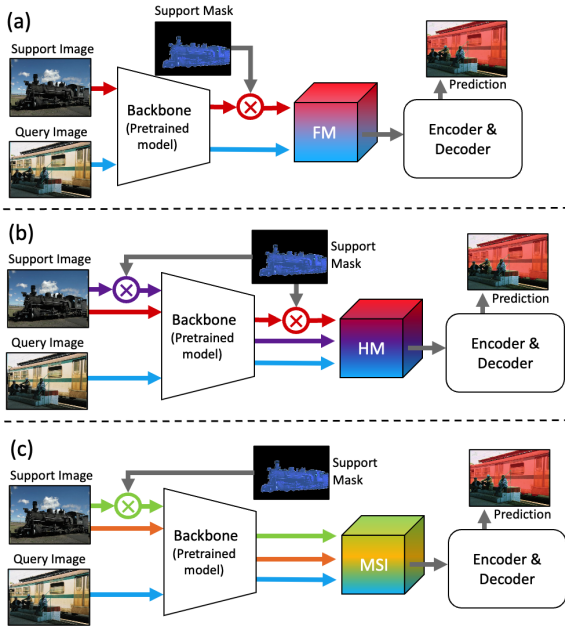 (a)
Support Mask
Support Image
Backbone
(Pretrained
model)
Query Image
FM
Prediction
Encoder &
Decoder
(b)
Support Image
Support
Mask
Backbone
(Pretrained
model)
Query Image
HM
Prediction
Encoder &
Decoder
(c)
Support Image
Support
Mask
Backbone
(Pretrained
model)
Query Image
MSI
Prediction
Encoder &
Decoder